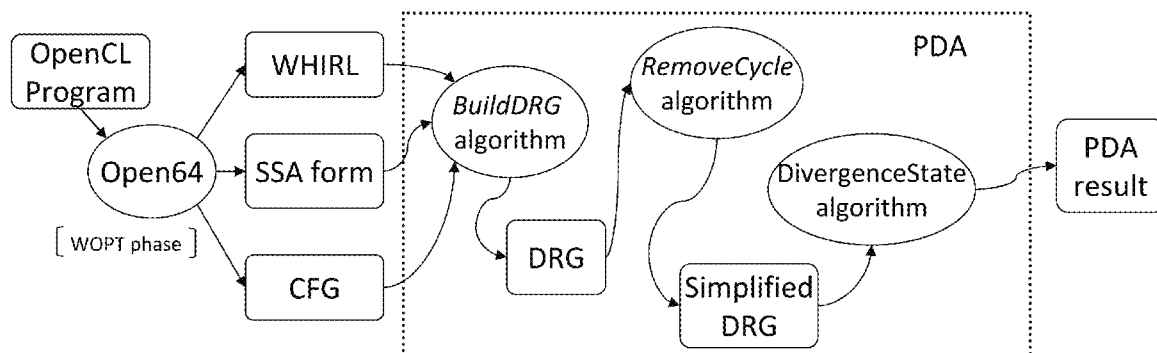 OpenCL
Program
Open64
[ WOPT phase ]
WHIRL
SSA form
CFG
PDA
BuildDRG
algorithm
DRG
RemoveCycle
algorithm
Simplified
DRG
DivergenceState
algorithm
PDA
result